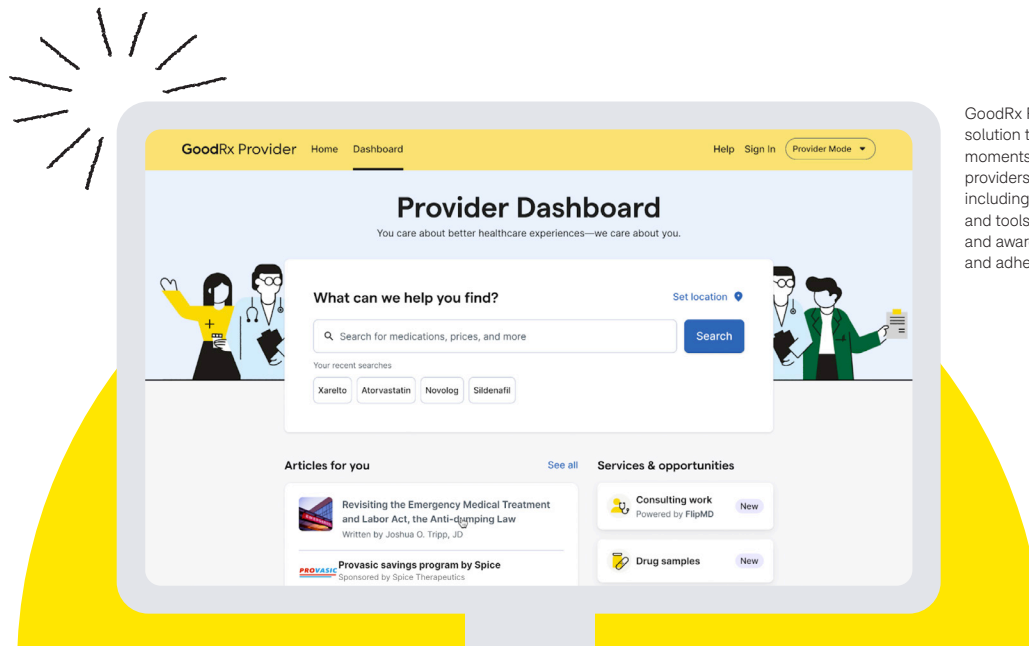 GoodRx Provider Home Dashboard Help Sign In Provider Mode
Provider Dashboard
You care about better healthcare experiences—we care about you.
What can we help you find? Set location
Search for medications, prices, and more Search
Your recent searches
Xarelto Atorvastatin Novolog Sildenafil
Articles for you See all
Revisiting the Emergency Medical Treatment
and Labor Act, the Anti-dumping Law
Written by Joshua O. Tripp, JD
PROVASIC Provasic savings program by Spice
Sponsored by Spice Therapeutics
Services & opportunities
Consulting work New
Powered by FlipMD
Drug samples New
GoodRx
solution
moments
providers
including
and tools
and
and